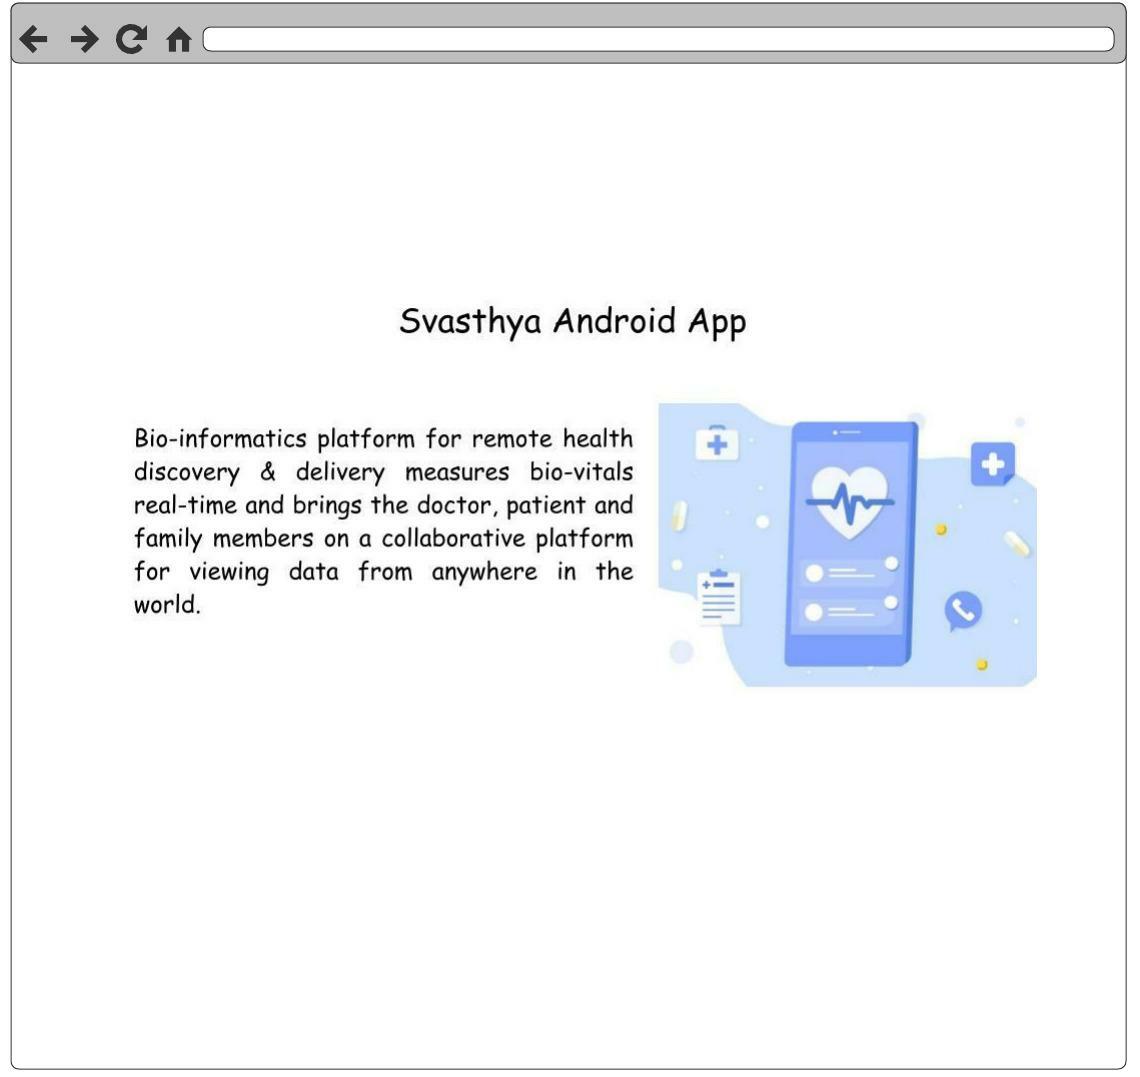 Svasthya Android App
Bio-informatics platform for remote health
discovery & delivery measures bio-vitals
real-time and brings the doctor, patient and
family members on a collaborative platform
for viewing data from anywhere in the
world.